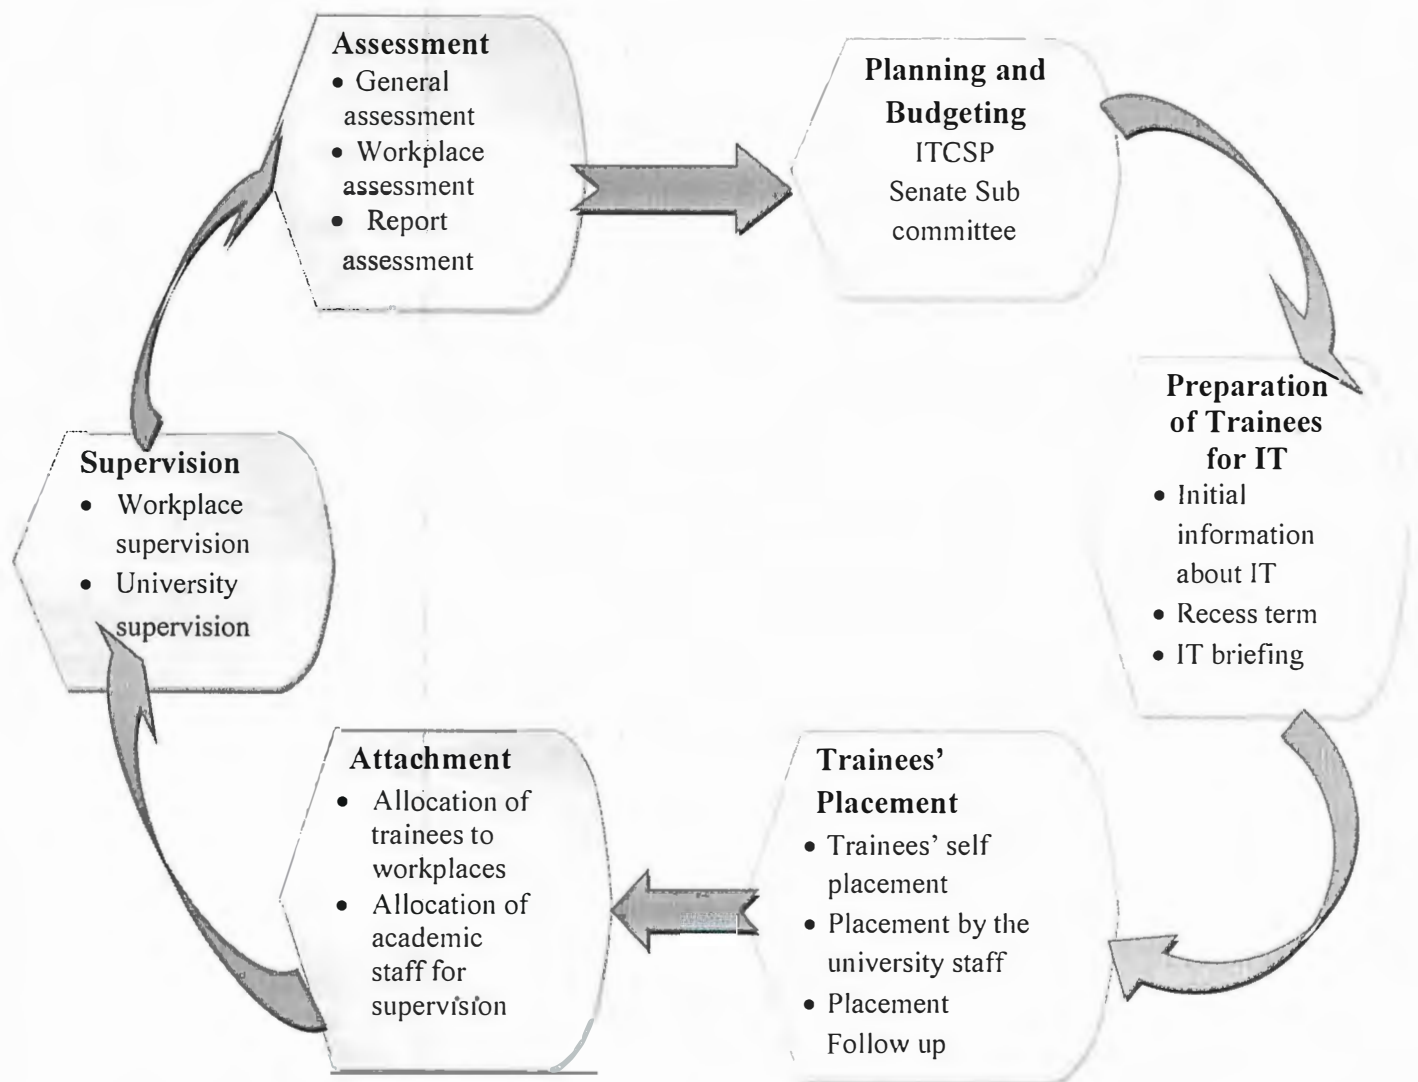 Assessment
• General
assessment
• Workplace
assessment
• Report
assessment
Planning and
Budgeting
ITCSP
Senate Sub
committee
Preparation
of Trainees
for IT
• Initial
information
about IT
• Recess term
• IT briefing
Trainees'
Placement
• Trainees' self
placement
• Placement by the
university staff
• Placement
Follow up
Attachment
• Allocation of
trainees to
workplaces
• Allocation of
academic
staff for
supervision
Supervision
• Workplace
supervision
• University
supervision